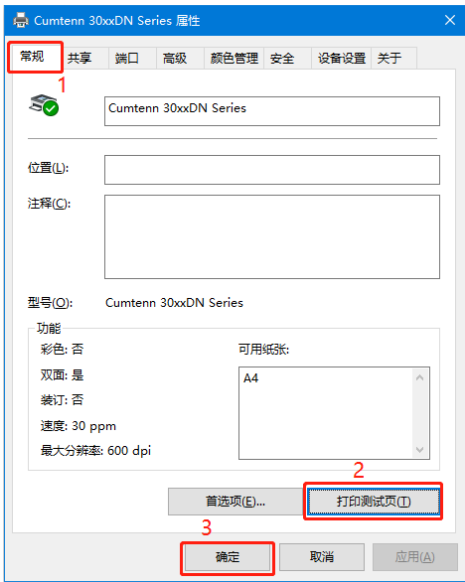 Cumtenn 30xxDN Series 属性
常规 共享 端口 高级 颜色管理 安全 设备设置 关于
1
Cumtenn 30xxDN Series
位置(L):
注释(C):
型号(O): Cumtenn 30xxDN Series
功能
彩色: 否 可用纸张:
双面: 是 A4
装订: 否
速度: 30 ppm
最大分辨率: 600 dpi
2
首选项(E)... 打印测试页(T)
3
确定 取消 应用(A)